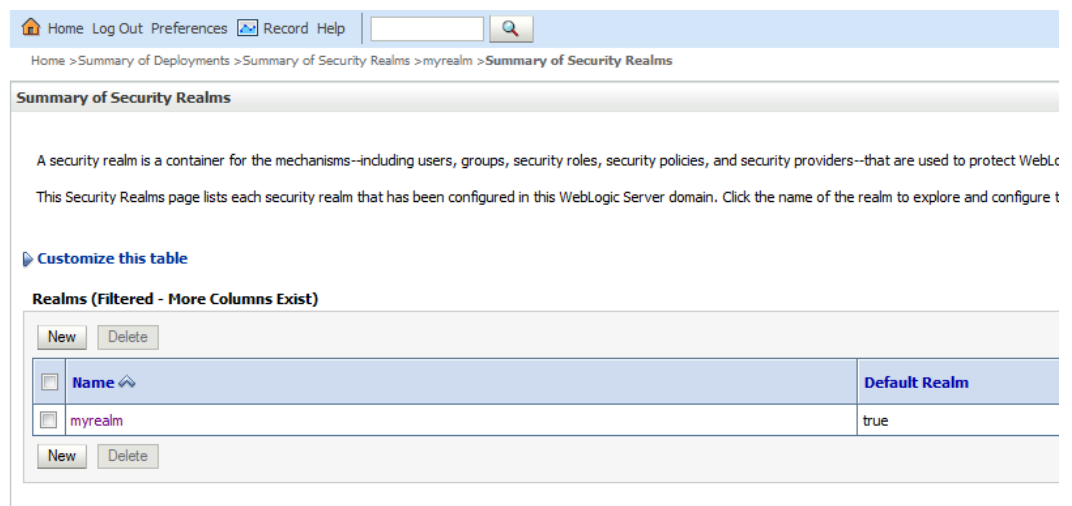 Home Log Out Preferences Record Help
Home >Summary of Deployments >Summary of Security Realms >myrealm >Summary of Security Realms
Summary of Security Realms
A security realm is a container for the mechanisms--including users, groups, security roles, security policies, and security providers--that are used to protect WebLo
This Security Realms page lists each security realm that has been configured in this WebLogic Server domain. Click the name of the realm to explore and configure t
Customize this table
Realms (Filtered - More Columns Exist)
New Delete
Name Default Realm
myrealm true
New Delete